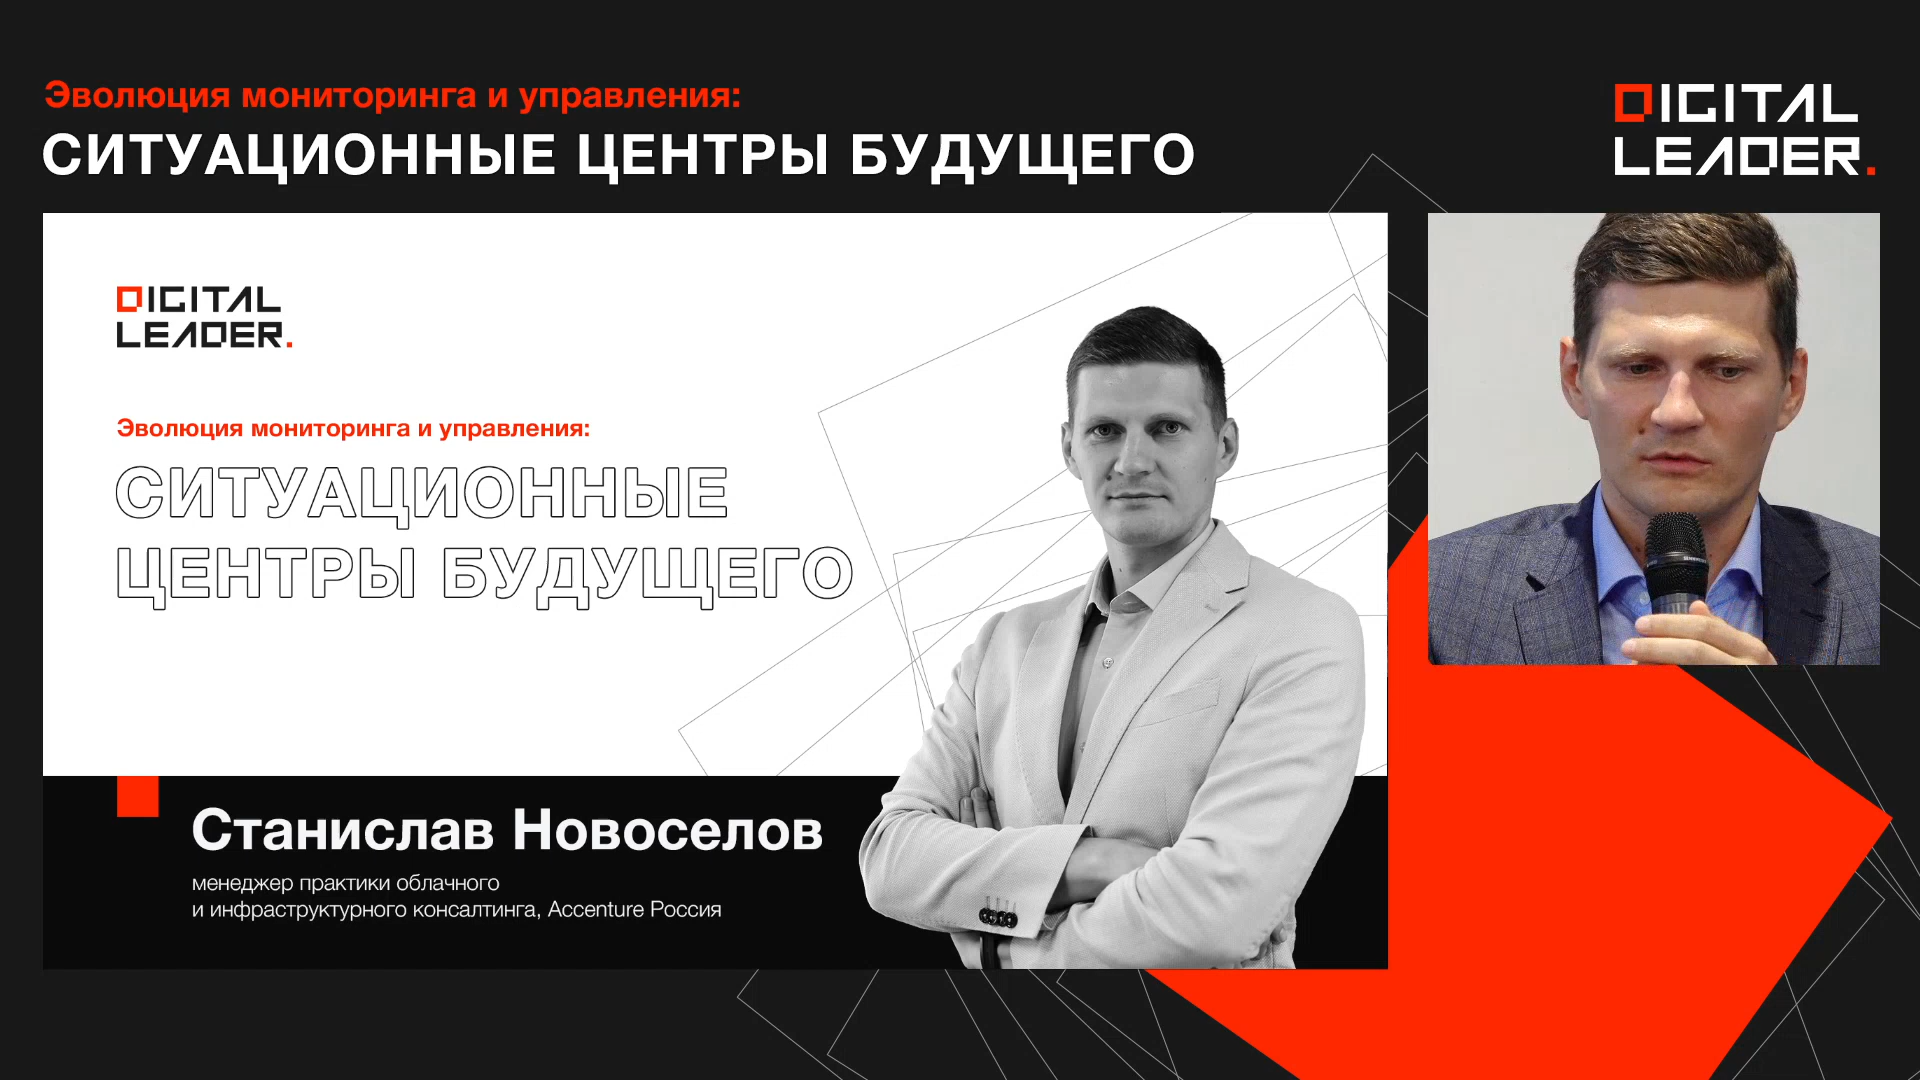 Эволюция мониторинга и управления:
СИТУАЦИОННЫЕ ЦЕНТРЫ БУДУЩЕГО
DIGITAL
LEADER.
DIGITAL
LEADER.
Эволюция мониторинга и управления:
СИТУАЦИОННЫЕ
ЦЕНТРЫ БУДУЩЕГО
Станислав Новоселов
менеджер практики облачного
и инфраструктурного консалтинга, Accenture Россия